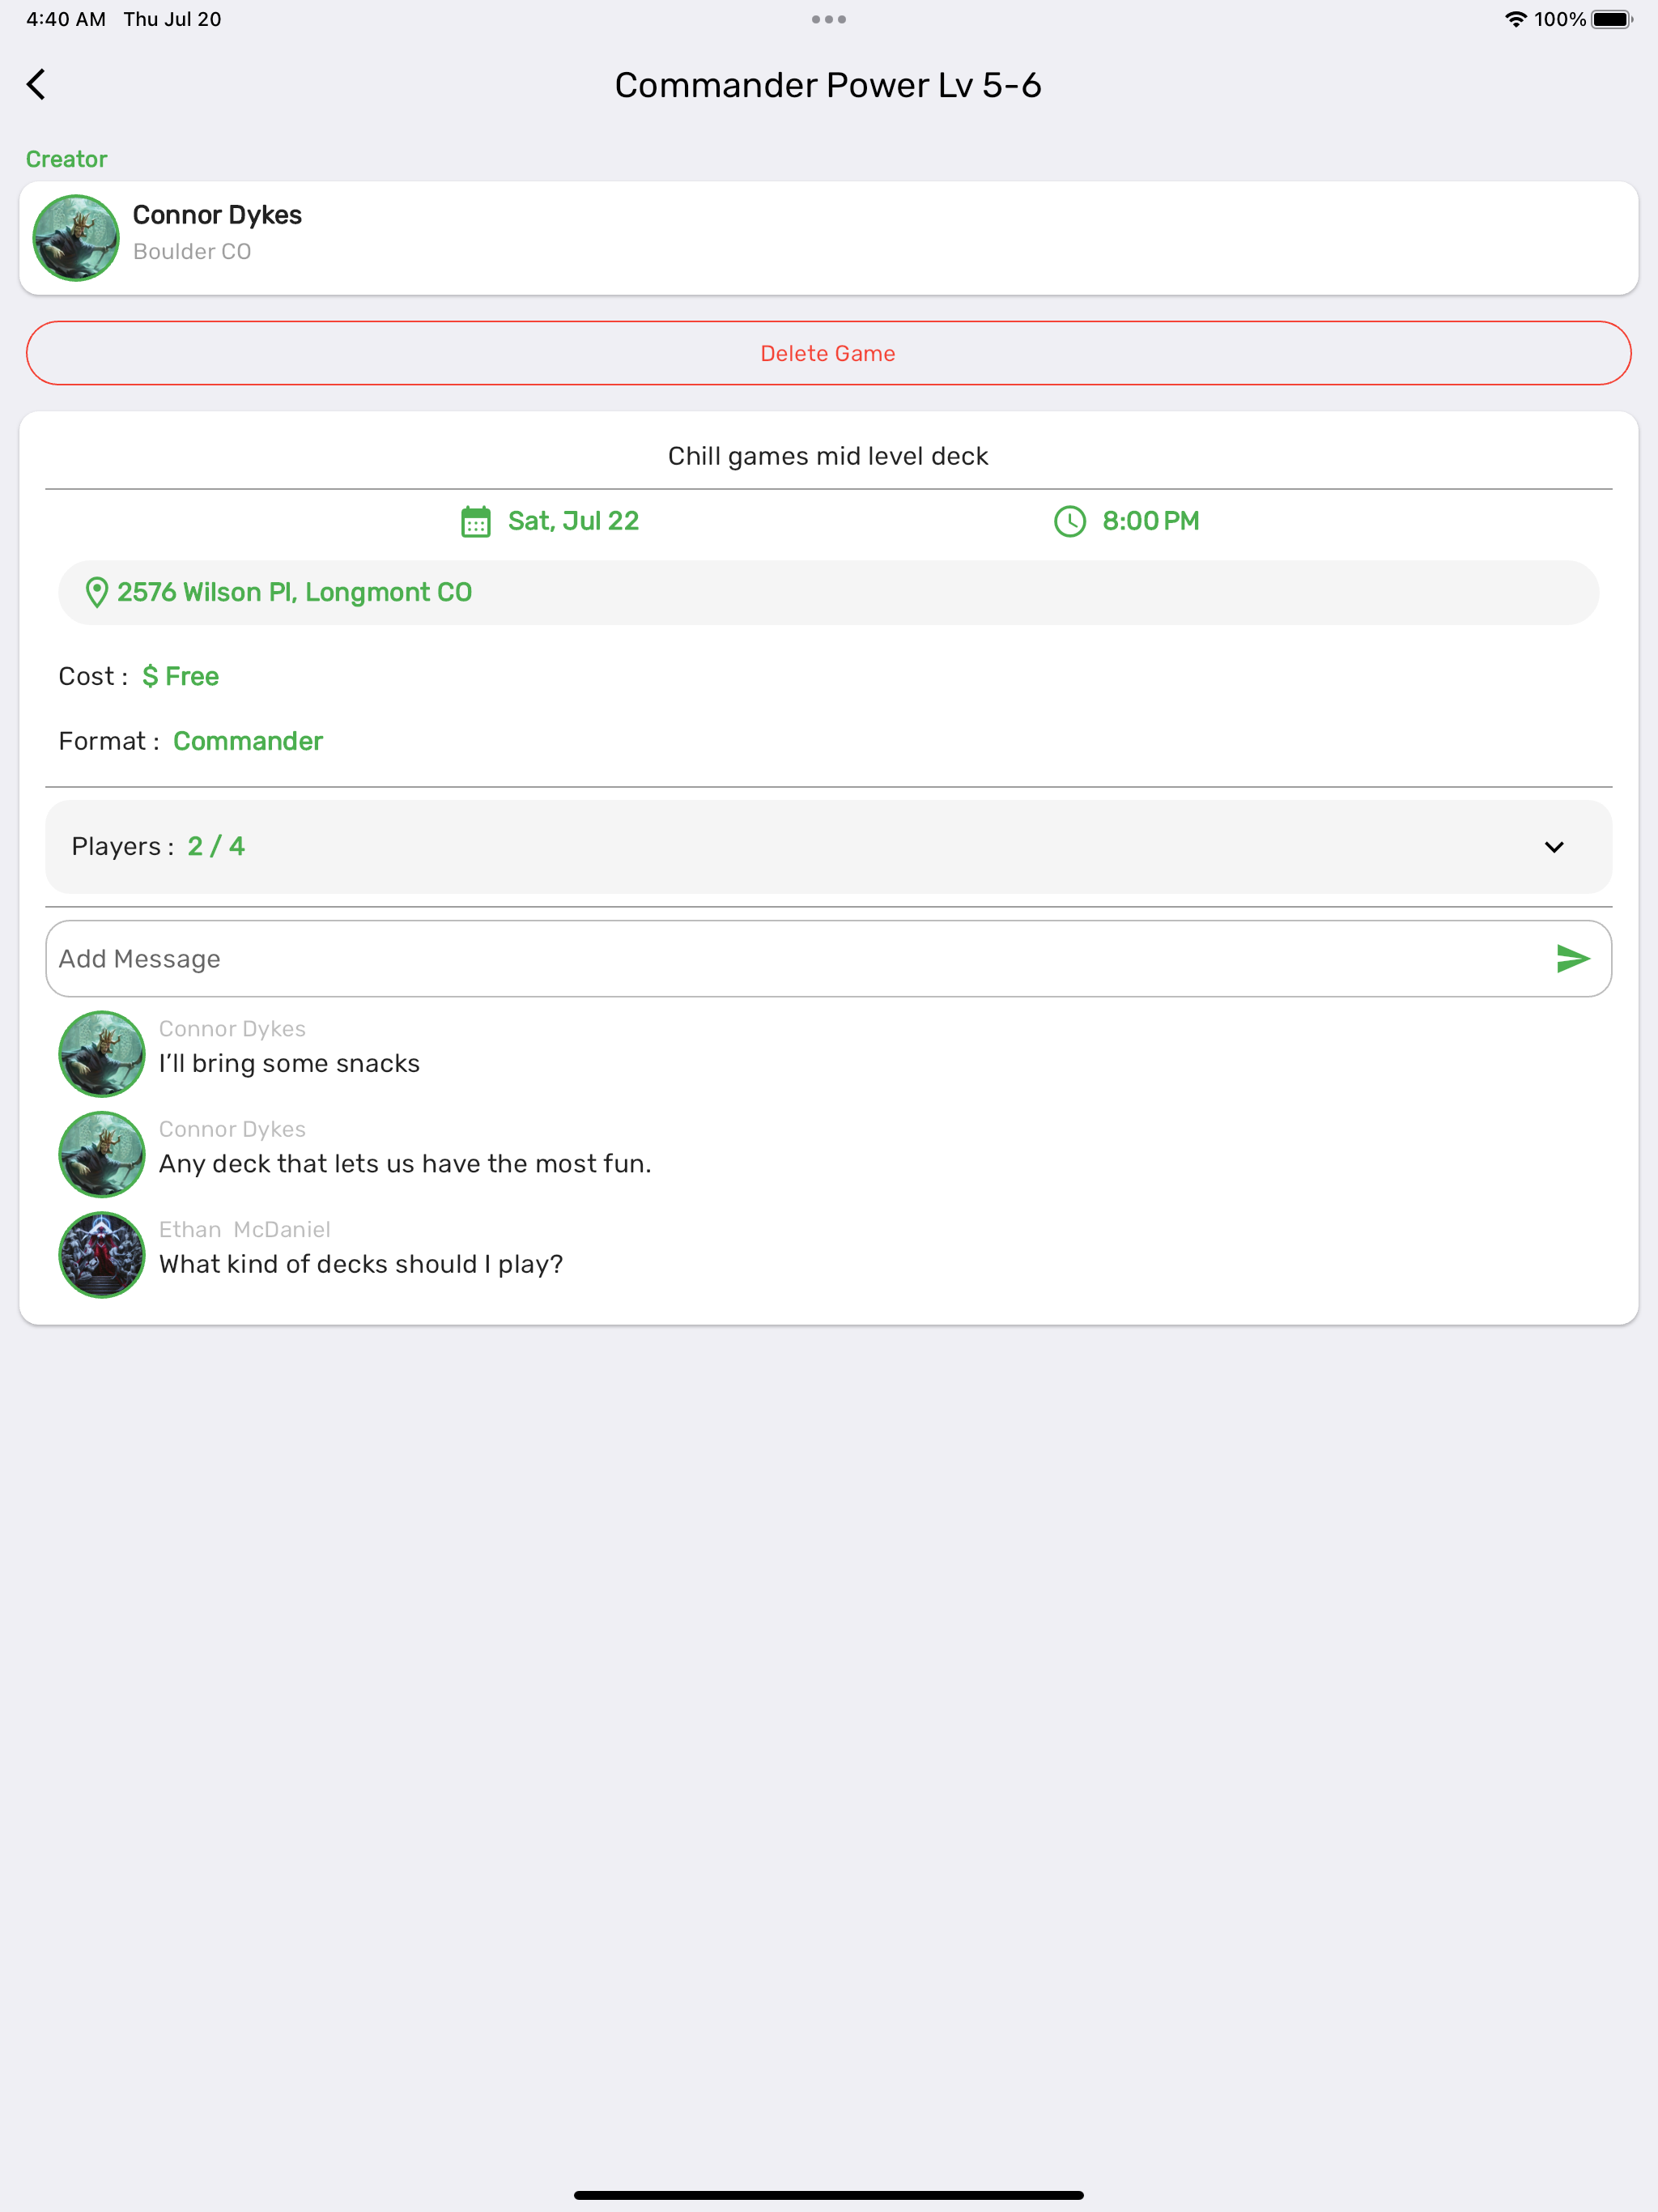 4:40 AM Thu Jul 20
100%
Commander Power Lv 5-6
Creator
Connor Dykes
Boulder CO
Delete Game
Chill games mid level deck
Sat, Jul 22 8:00 PM
2576 Wilson Pl, Longmont CO
Cost : $ Free
Format : Commander
Players : 2 / 4
Add Message
Connor Dykes
I’ll bring some snacks
Connor Dykes
Any deck that lets us have the most fun.
Ethan  McDaniel
What kind of decks should I play?